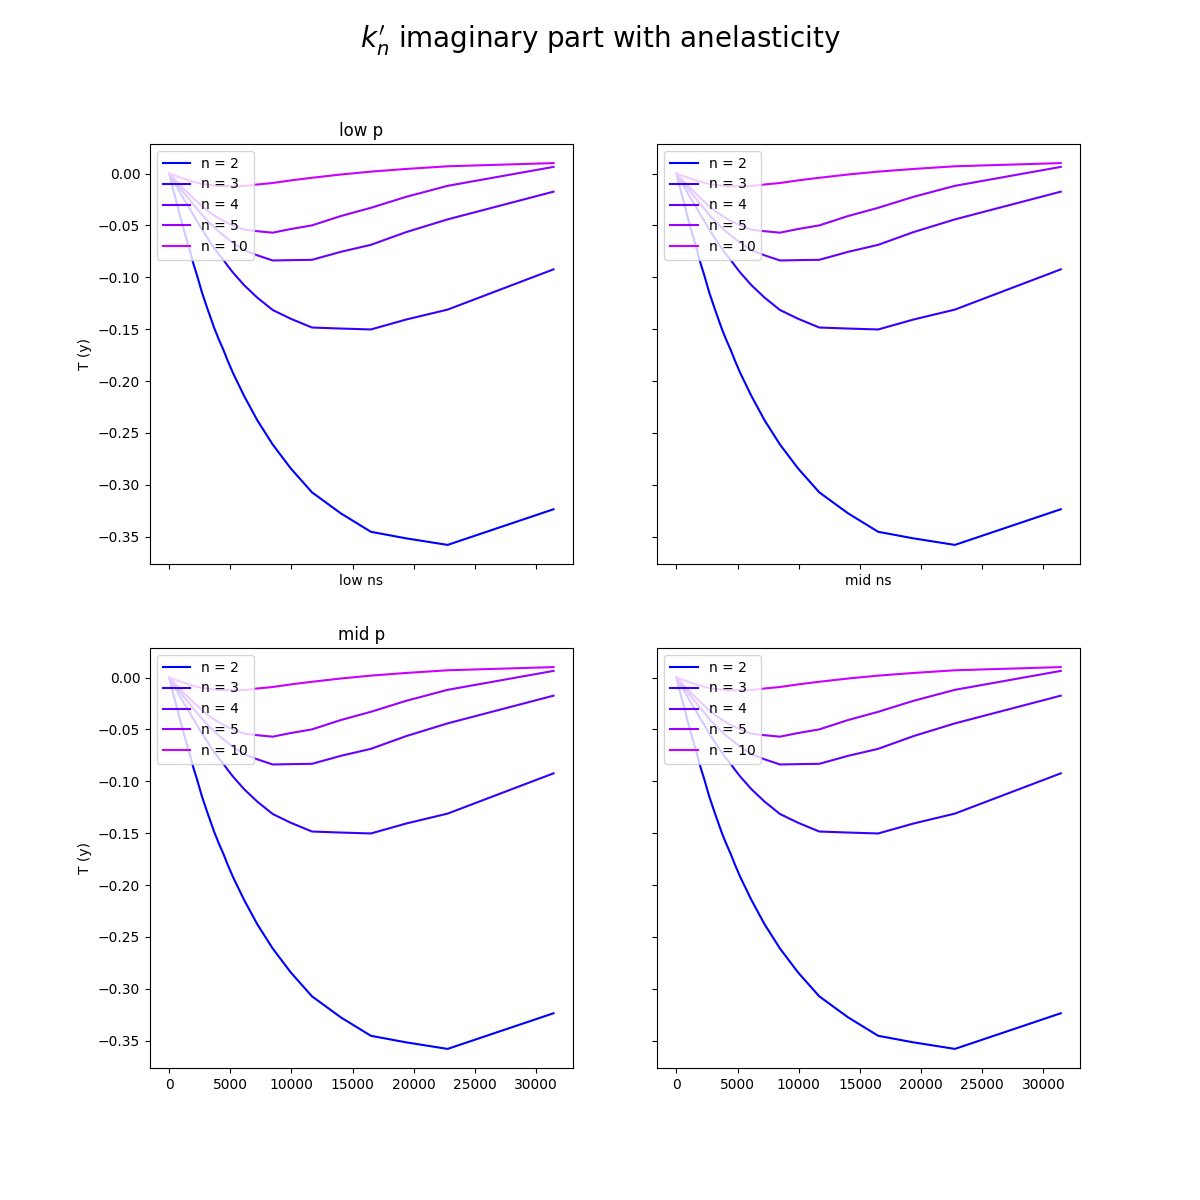 k′ₙ imaginary part with anelasticity
low p
n = 2
n = 3
n = 4
n = 5
n = 10
0.00
−0.05
−0.10
−0.15
−0.20
−0.25
−0.30
−0.35
T (y)
low ns
n = 2
n = 3
n = 4
n = 5
n = 10
mid ns
mid p
n = 2
n = 3
n = 4
n = 5
n = 10
0.00
−0.05
−0.10
−0.15
−0.20
−0.25
−0.30
−0.35
T (y)
0 5000 10000 15000 20000 25000 30000
n = 2
n = 3
n = 4
n = 5
n = 10
0 5000 10000 15000 20000 25000 30000